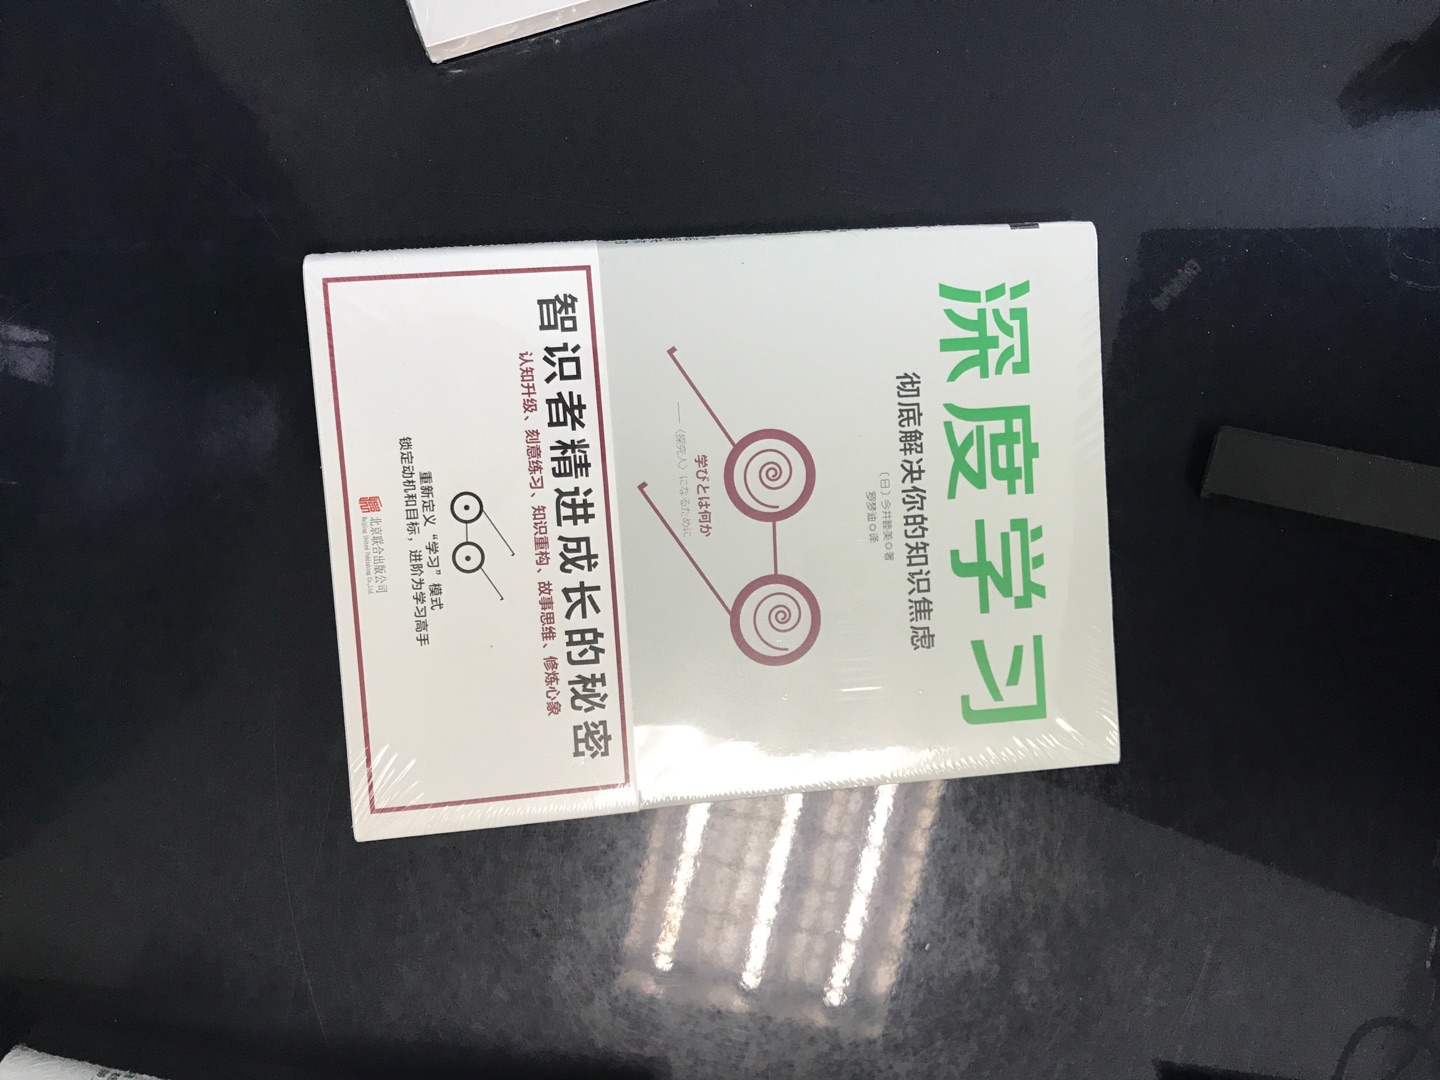 深度学习
彻底解决你的知识焦虑
（日）今井睦美◎著
罗梦迪◎译
学びとは何か
——〈探究人〉になるために
智识者精进成长的秘密
认知升级、刻意练习、知识重构、故事思维、修炼心象
重新定义“学习”模式
锁定动机和目标，进阶为学习高手
北京联合出版公司
Beijing United Publishing Co.,Ltd.